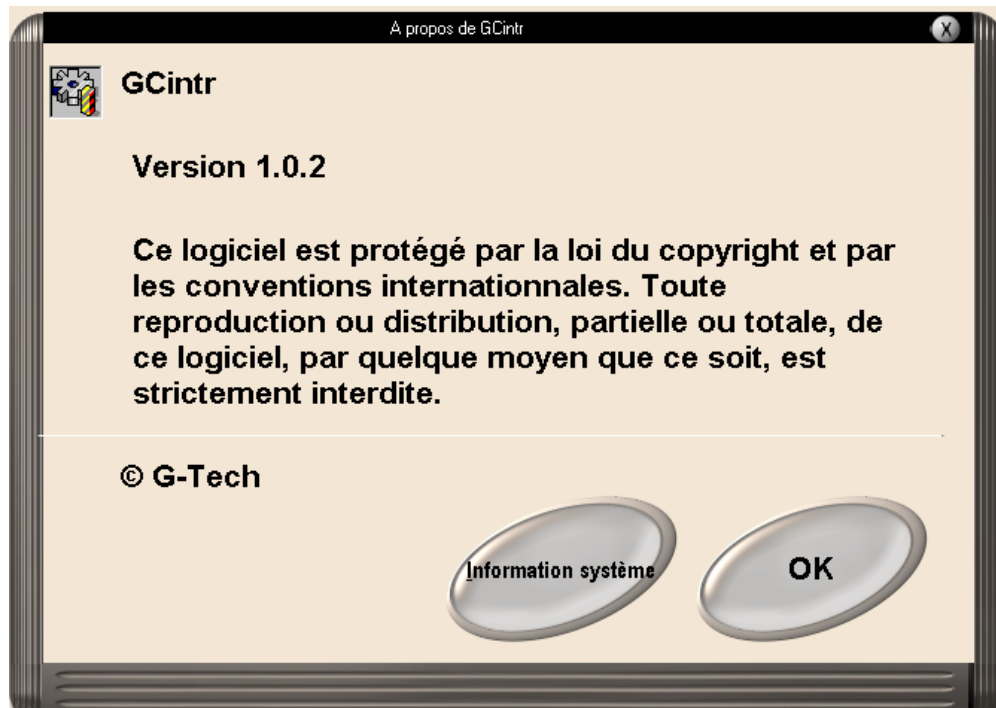 A propos de GCintr
X
GCintr
Version 1.0.2
Ce logiciel est protégé par la loi du copyright et par
les conventions internationnales. Toute
reproduction ou distribution, partielle ou totale, de
ce logiciel, par quelque moyen que ce soit, est
strictement interdite.
© G-Tech
Information système
OK